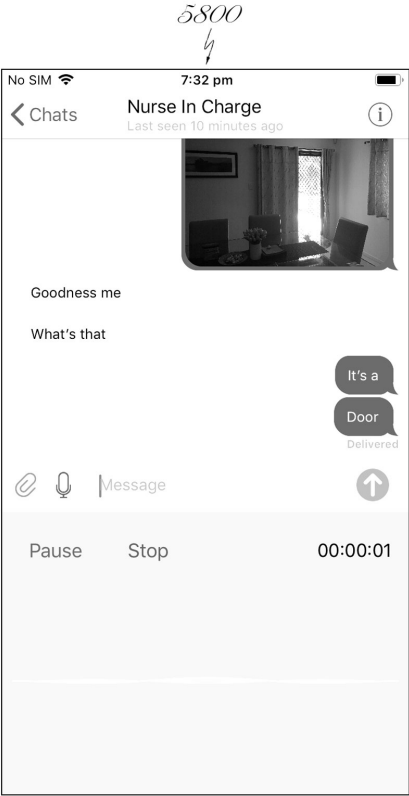 5800
No SIM 7:32 pm
Chats Nurse In Charge i
Last seen 10 minutes ago
Goodness me
What's that
It's a
Door
Delivered
Message
Pause Stop 00:00:01